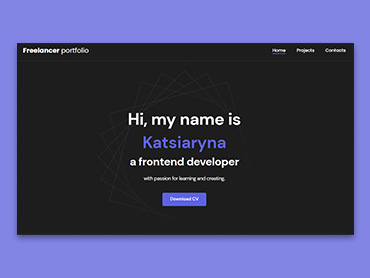 Freelancer portfolio
Home Projects Contacts
Hi, my name is
Katsiaryna
a frontend developer
with passion for learning and creating.
Download CV